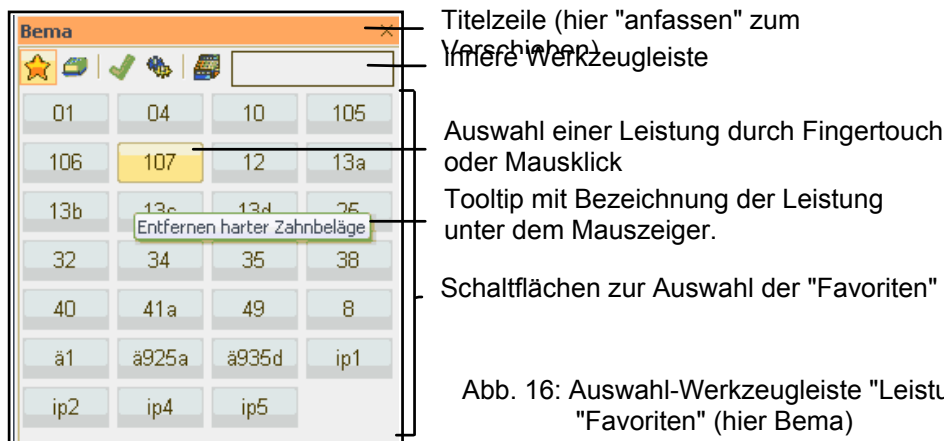 Bema
Titelzeile (hier "anfassen" zum
Verschieben)
innere Werkzeugleiste
01 04 10 105
106 107 12 13a
13b 13c 13d 25
Entfernen harter Zahnbeläge
32 34 35 38
40 41a 49 8
ä1 ä925a ä935d ip1
ip2 ip4 ip5
Auswahl einer Leistung durch Fingertouch
oder Mausklick
Tooltip mit Bezeichnung der Leistung
unter dem Mauszeiger.
Schaltflächen zur Auswahl der "Favoriten"
Abb. 16: Auswahl-Werkzeugleiste "Leistu
"Favoriten" (hier Bema)